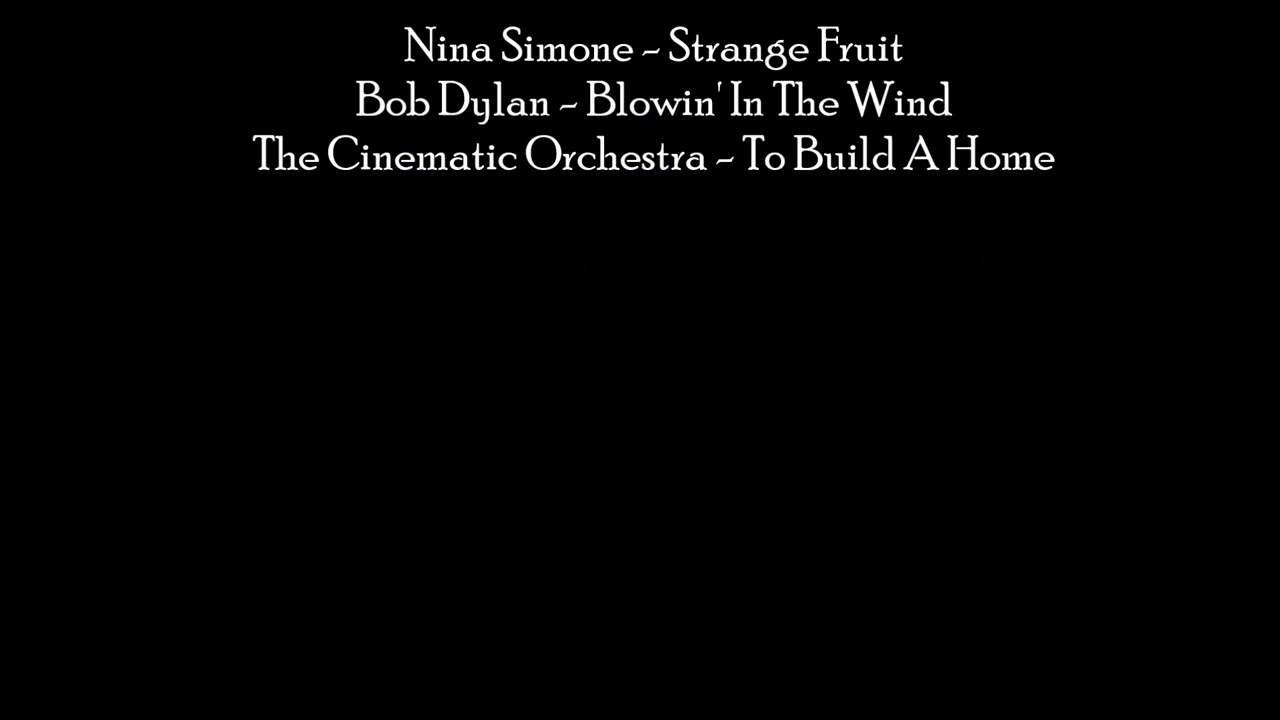 Nina Simone - Strange Fruit
Bob Dylan - Blowin' In The Wind
The Cinematic Orchestra - To Build A Home